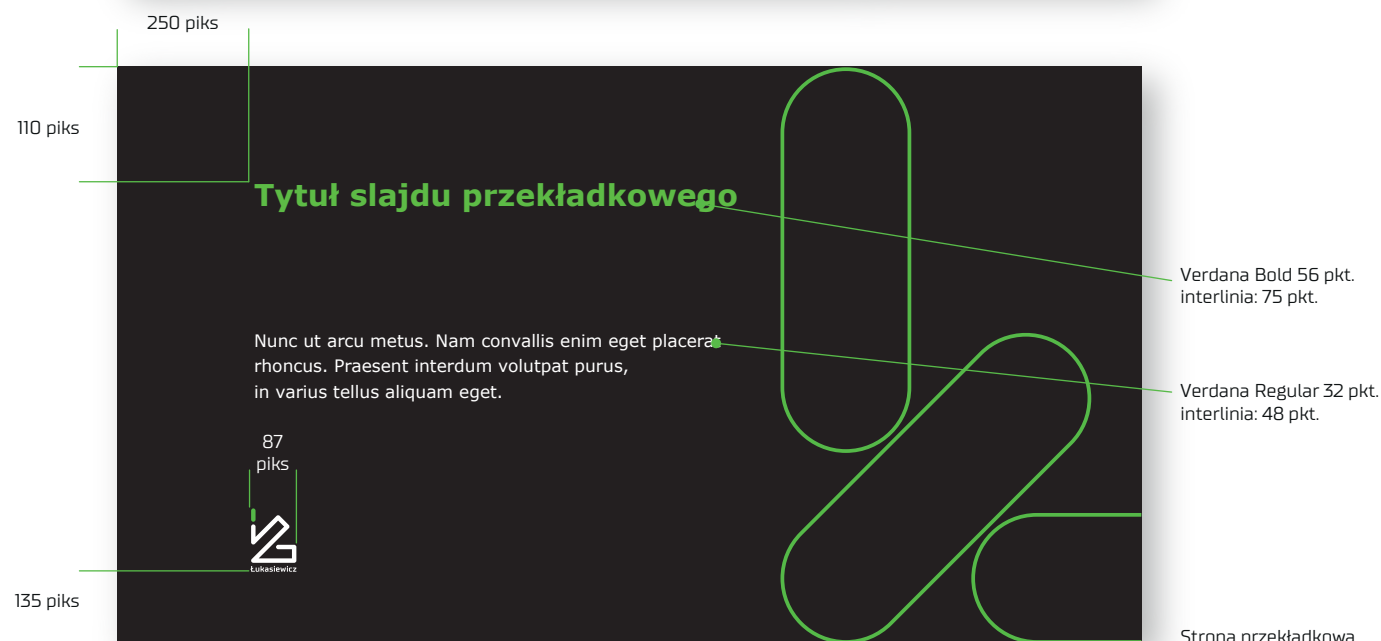 250 piks
110 piks
Tytuł slajdu przekładkowego
Verdana Bold 56 pkt.
interlinia: 75 pkt.
Nunc ut arcu metus. Nam convallis enim eget placerat
rhoncus. Praesent interdum volutpat purus,
in varius tellus aliquam eget.
Verdana Regular 32 pkt.
interlinia: 48 pkt.
87
piks
Łukasiewicz
135 piks
Strona przekładkowa